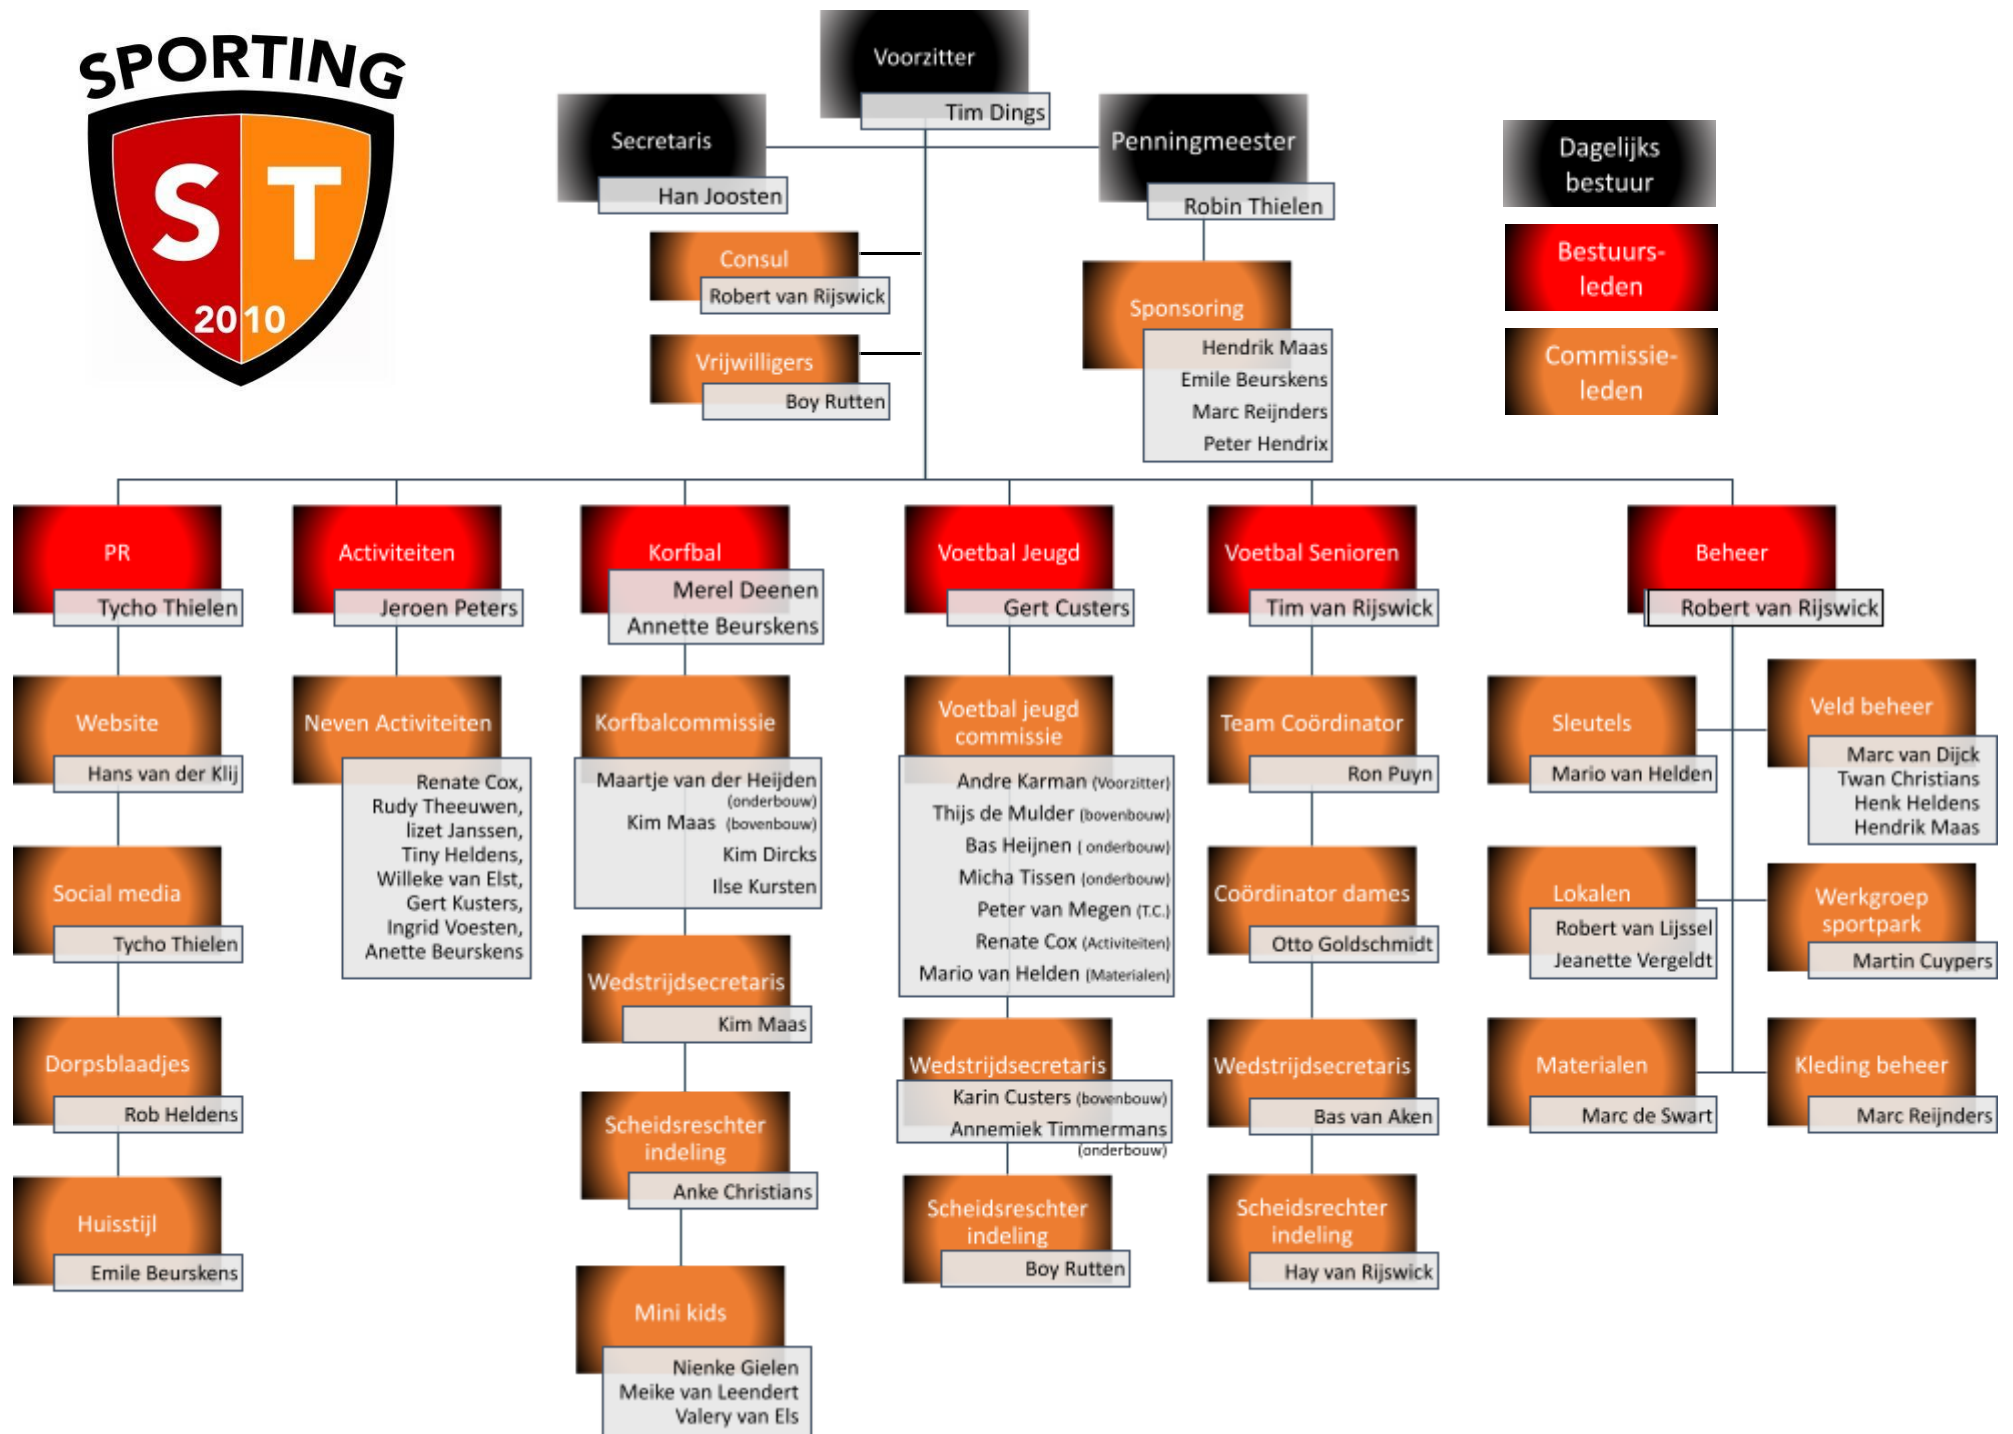 SPORTING
S T
2010
Voorzitter
Tim Dings
Secretaris
Han Joosten
Penningmeester
Robin Thielen
Dagelijks
bestuur
Bestuurs-
leden
Commissie-
leden
Consul
Robert van Rijswick
Vrijwilligers
Boy Rutten
Sponsoring
Hendrik Maas
Emile Beurskens
Marc Reijnders
Peter Hendrix
PR
Tycho Thielen
Website
Hans van der Klij
Social media
Tycho Thielen
Dorpsblaadjes
Rob Heldens
Huisstijl
Emile Beurskens
Activiteiten
Jeroen Peters
Neven Activiteiten
Renate Cox,
Rudy Theeuwen,
lizet Janssen,
Tiny Heldens,
Willeke van Elst,
Gert Kusters,
Ingrid Voesten,
Anette Beurskens
Korfbal
Merel Deenen
Annette Beurskens
Korfbalcommissie
Maartje van der Heijden
(onderbouw)
Kim Maas (bovenbouw)
Kim Dircks
Ilse Kursten
Wedstrijdsecretaris
Kim Maas
Scheidsreschter
indeling
Anke Christians
Mini kids
Nienke Gielen
Meike van Leendert
Valery van Els
Voetbal Jeugd
Gert Custers
Voetbal jeugd
commissie
Andre Karman (Voorzitter)
Thijs de Mulder (bovenbouw)
Bas Heijnen ( onderbouw)
Micha Tissen (onderbouw)
Peter van Megen (T.C.)
Renate Cox (Activiteiten)
Mario van Helden (Materialen)
Wedstrijdsecretaris
Karin Custers (bovenbouw)
Annemiek Timmermans
(onderbouw)
Scheidsreschter
indeling
Boy Rutten
Voetbal Senioren
Tim van Rijswick
Team Coördinator
Ron Puyn
Coördinator dames
Otto Goldschmidt
Wedstrijdsecretaris
Bas van Aken
Scheidsrechter
indeling
Hay van Rijswick
Beheer
Robert van Rijswick
Sleutels
Mario van Helden
Veld beheer
Marc van Dijck
Twan Christians
Henk Heldens
Hendrik Maas
Lokalen
Robert van Lijssel
Jeanette Vergeldt
Werkgroep
sportpark
Martin Cuypers
Materialen
Marc de Swart
Kleding beheer
Marc Reijnders